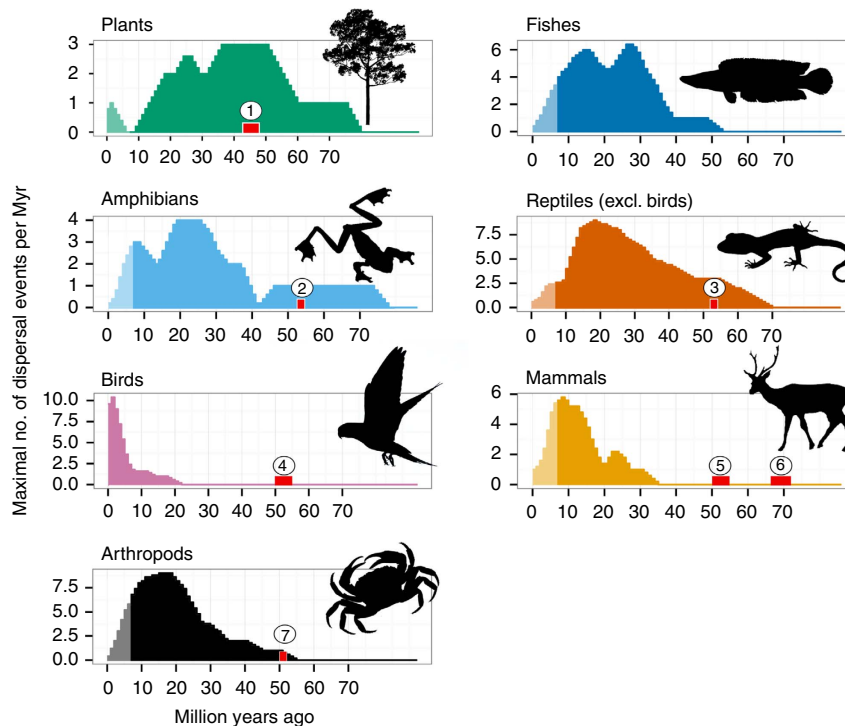 Maximal no. of dispersal events per Myr
Plants
3
2
1
0
1
0 10 20 30 40 50 60 70
Fishes
6
4
2
0
0 10 20 30 40 50 60 70
Amphibians
4
3
2
1
0
2
0 10 20 30 40 50 60 70
Reptiles (excl. birds)
7.5
5.0
2.5
0.0
3
0 10 20 30 40 50 60 70
Birds
10.0
7.5
5.0
2.5
0.0
4
0 10 20 30 40 50 60 70
Mammals
6
4
2
0
5 6
0 10 20 30 40 50 60 70
Arthropods
7.5
5.0
2.5
0.0
7
0 10 20 30 40 50 60 70
Million years ago